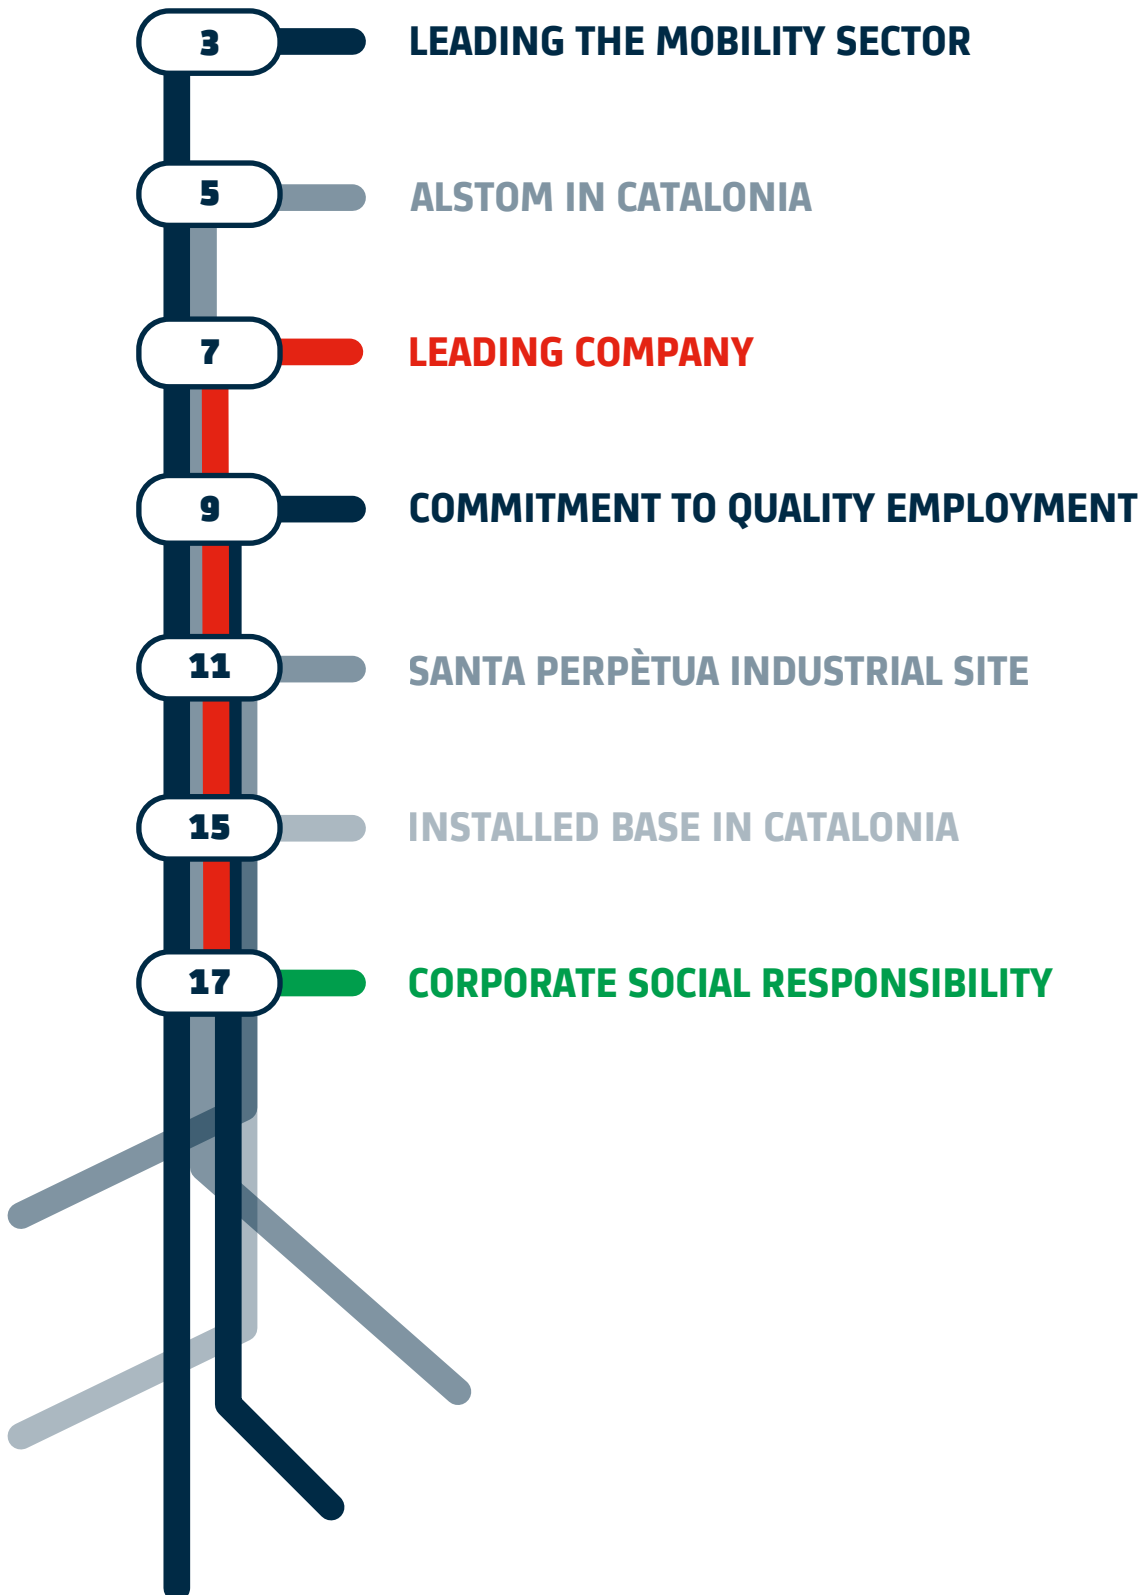 3 LEADING THE MOBILITY SECTOR
5 ALSTOM IN CATALONIA
7 LEADING COMPANY
9 COMMITMENT TO QUALITY EMPLOYMENT
11 SANTA PERPÈTUA INDUSTRIAL SITE
15 INSTALLED BASE IN CATALONIA
17 CORPORATE SOCIAL RESPONSIBILITY